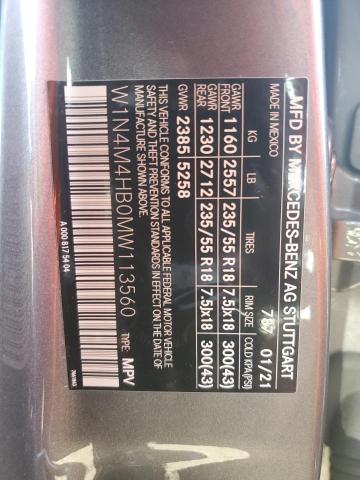 MFD BY MERCEDES-BENZ AG STUTTGART
MADE IN MEXICO 787 01/21
KG LB TIRES RIM SIZE COLD KPA(PSI)
GAWR FRONT 1160 2557 235/55 R18 7.5Jx18 300(43)
GAWR REAR 1230 2712 235/55 R18 7.5Jx18 300(43)
GVWR 2385 5258
THIS VEHICLE CONFORMS TO ALL APPLICABLE FEDERAL MOTOR VEHICLE
SAFETY AND THEFT PREVENTION STANDARDS IN EFFECT ON THE
DATE OF MANUFACTURE SHOWN ABOVE.
W1N4M4HB0MW113560 TYPE: MPV
A 000 817 54 04